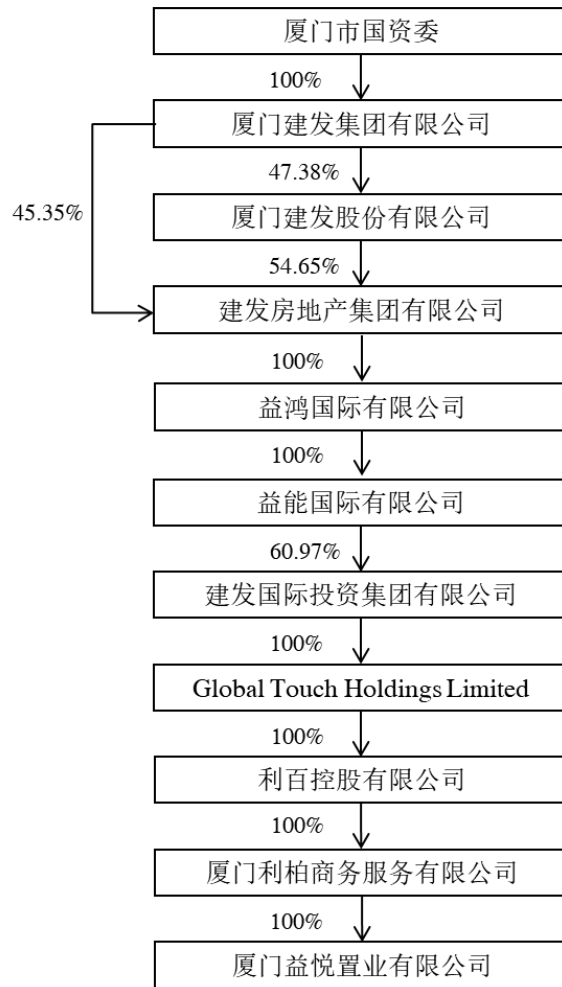 厦门市国资委
100%
厦门建发集团有限公司
47.38%
45.35%
厦门建发股份有限公司
54.65%
建发房地产集团有限公司
100%
益鸿国际有限公司
100%
益能国际有限公司
60.97%
建发国际投资集团有限公司
100%
Global Touch Holdings Limited
100%
利百控股有限公司
100%
厦门利柏商务服务有限公司
100%
厦门益悦置业有限公司